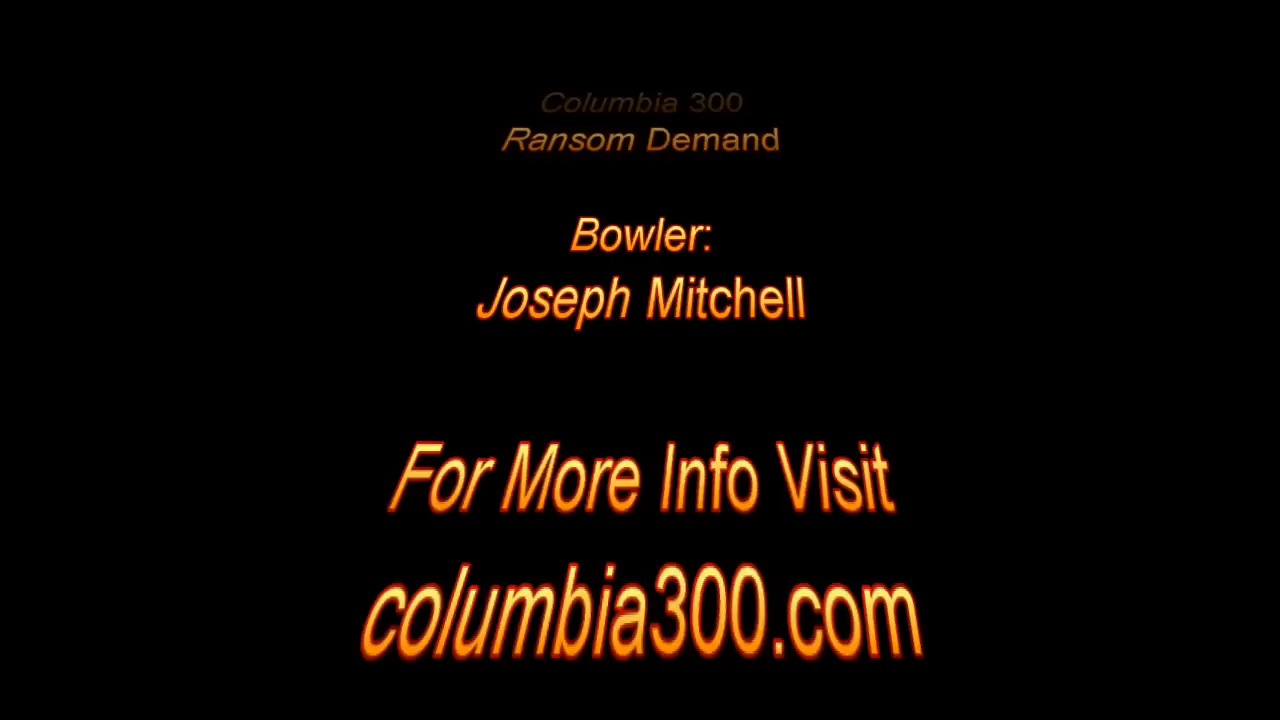 Columbia 300
Ransom Demand
Bowler:
Joseph Mitchell
For More Info Visit
columbia300.com